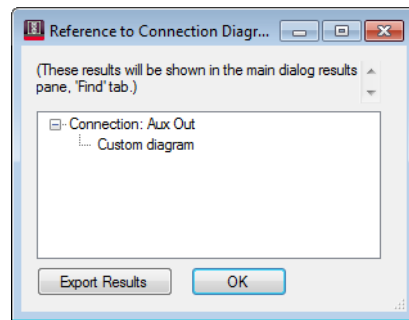 Reference to Connection Diagr...
(These results will be shown in the main dialog results
pane, 'Find' tab.)
Connection: Aux Out
Custom diagram
Export Results
OK